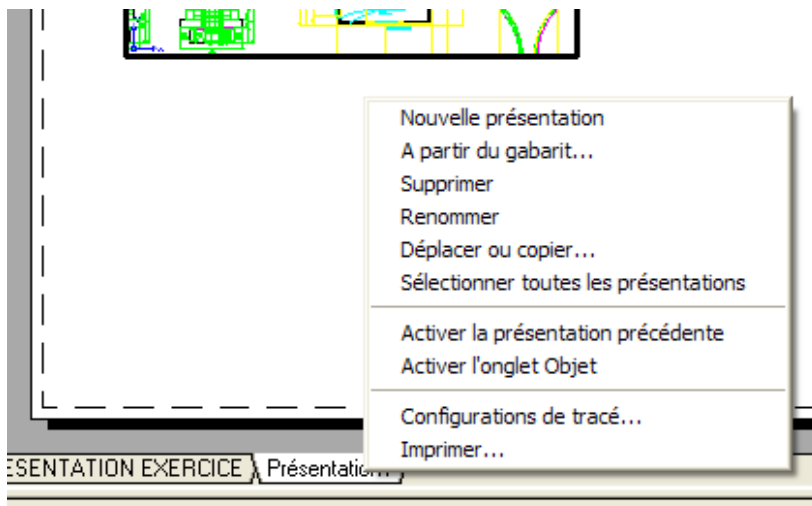 Nouvelle présentation
A partir du gabarit...
Supprimer
Renommer
Déplacer ou copier...
Sélectionner toutes les présentations
Activer la présentation précédente
Activer l'onglet Objet
Configurations de tracé...
Imprimer...
ESENTATION EXERCICE Présentation